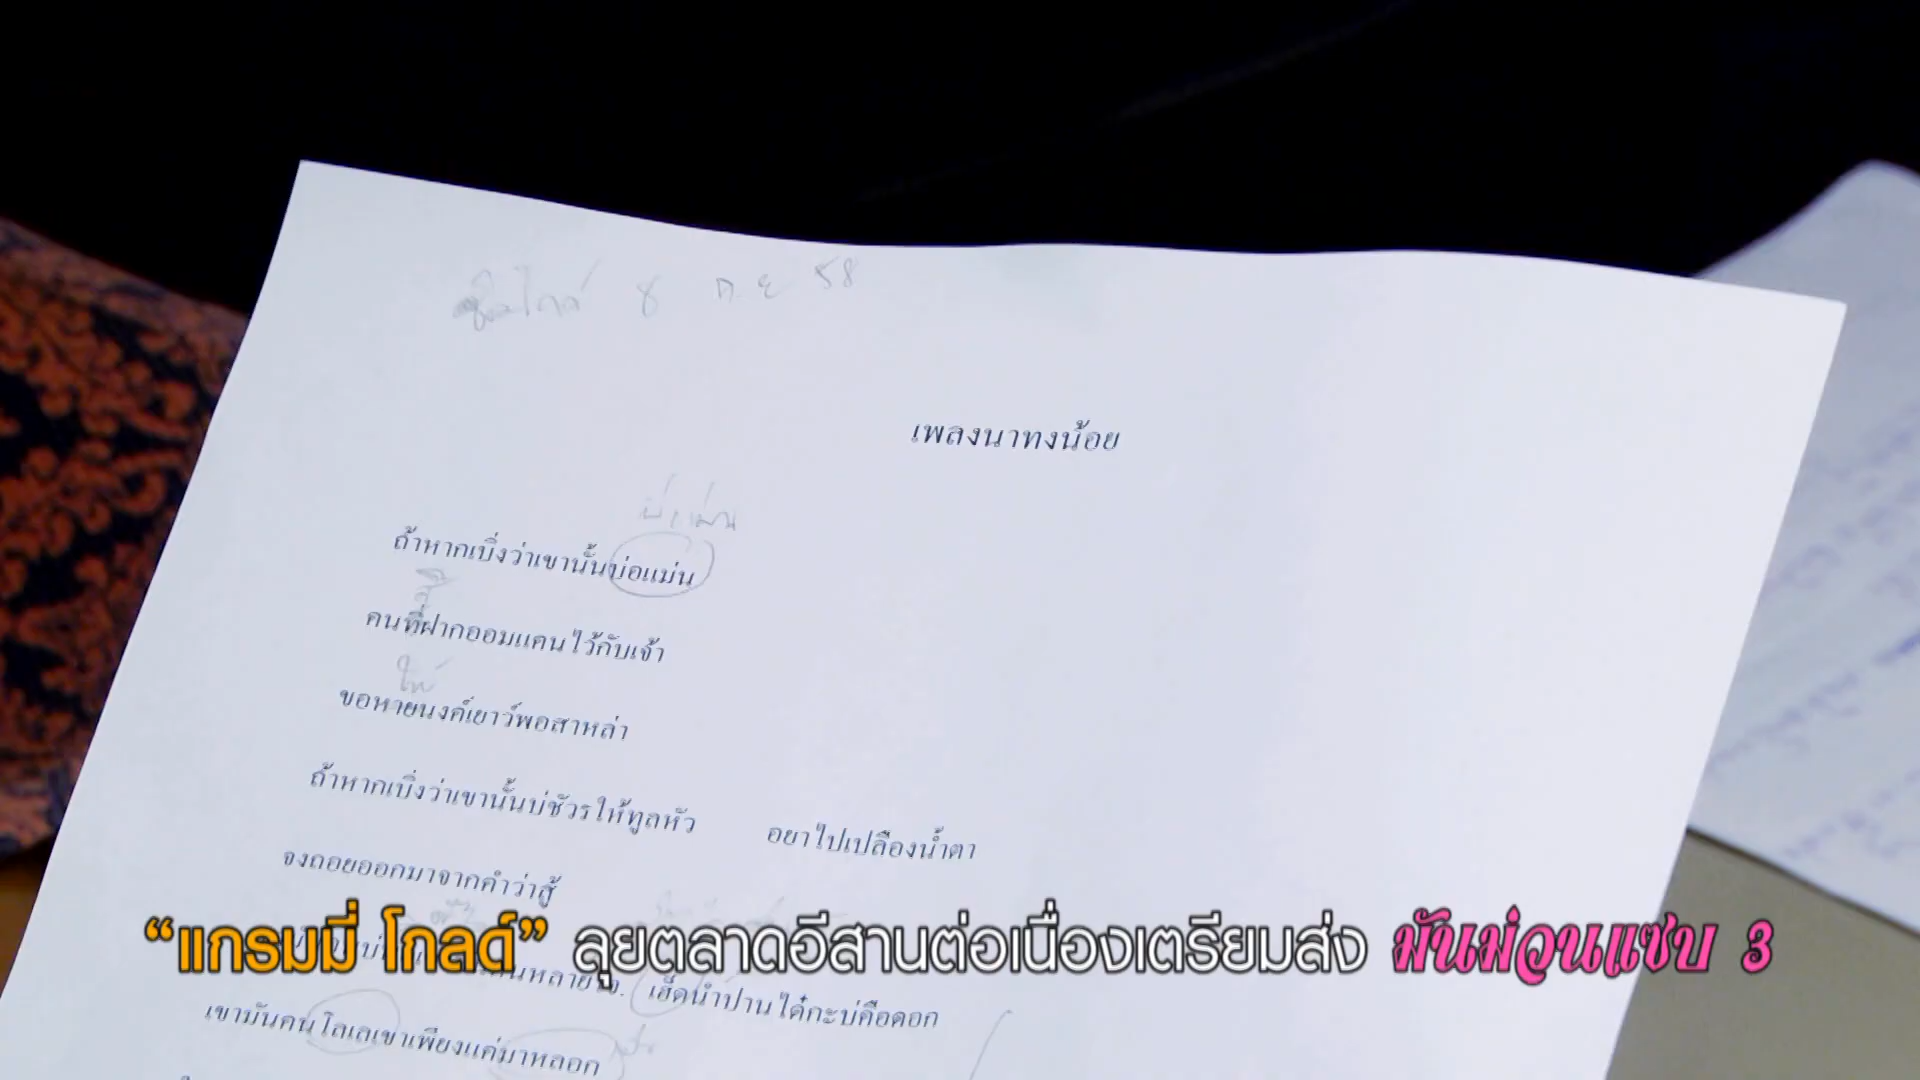 8 ก.ย 58
เพลงนาทงน้อย
บ่แม่น
ถ้าหากเบิ่งว่าเขานั้นบ่อแม่น
คนที่ฝากออมแคนไว้กับเจ้า
ให้
ขอหายนงค์เยาว์พอสาหล่า
ถ้าหากเบิ่งว่าเขานั้นบ่ชัวรให้ทูลหัว อยาไปเปลืองน้ำตา
จงถอยออกมาจากคำว่าสู้
“แกรมมี่ โกลด์” ลุยตลาดอีสานต่อเนื่องเตรียมส่ง มันม่วนแซ่บ 3
เฮ็ดนำปานได๋กะบ่คือดอก
เขามันคนโลเลเขาเพียงแค่มาหลอก